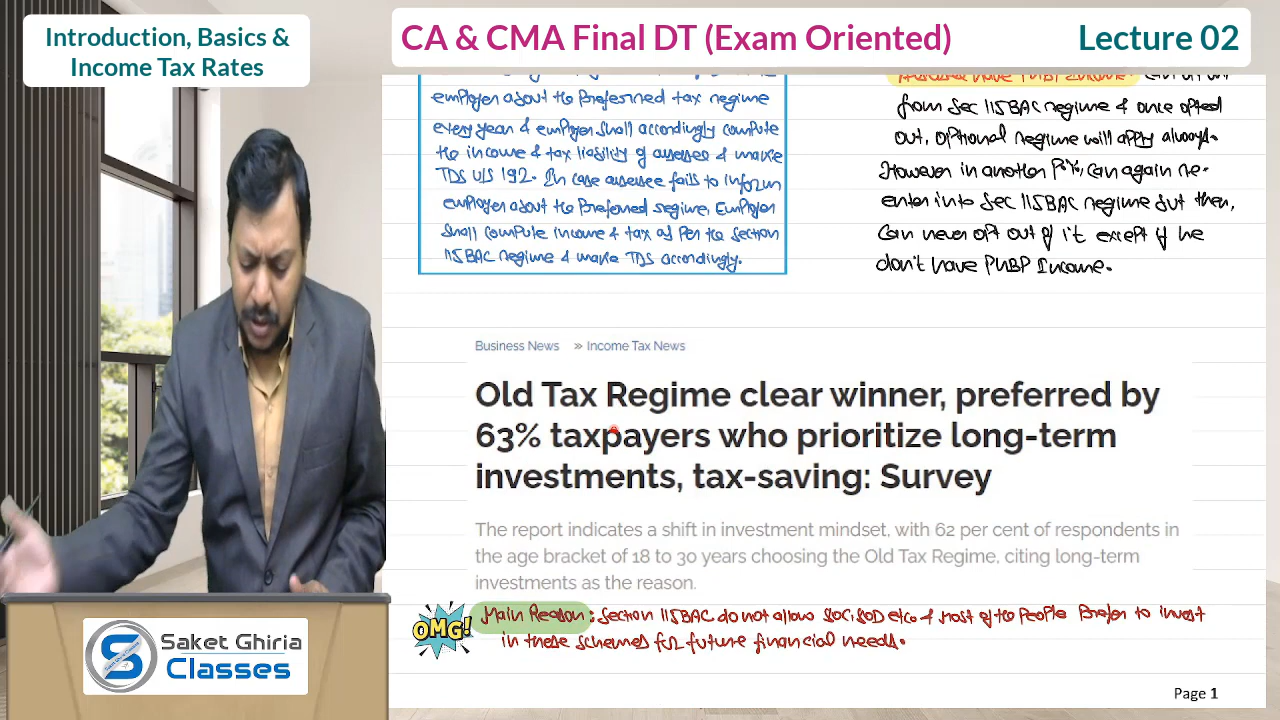 Introduction, Basics &
Income Tax Rates
CA & CMA Final DT (Exam Oriented)
Lecture 02
employer about the Preferred tax regime
every year & employer shall accordingly compute
the income & tax liability of assessee & make
TDS U/S 192. In case assessee fails to inform
employer about the Preferred regime, Employer
shall compute income & tax as Per the section
115BAC regime & make TDS accordingly.
have PHBP Income. Can opt out
from Sec 115BAC regime & once opted
out, optional regime will apply always.
However in another P.Y., Can again re-
enter into Sec 115BAC regime but then,
Can never opt out of it except if he
don't have PHBP Income.
Business News » Income Tax News
Old Tax Regime clear winner, preferred by
63% taxpayers who prioritize long-term
investments, tax-saving: Survey
The report indicates a shift in investment mindset, with 62 per cent of respondents in
the age bracket of 18 to 30 years choosing the Old Tax Regime, citing long-term
investments as the reason.
OMG!
Main Reason: Section 115BAC do not allow 80C, 80D etc. & most of the People Prefer to invest
in these schemes for future financial needs.
S
Saket Ghiria
Classes
Page 1